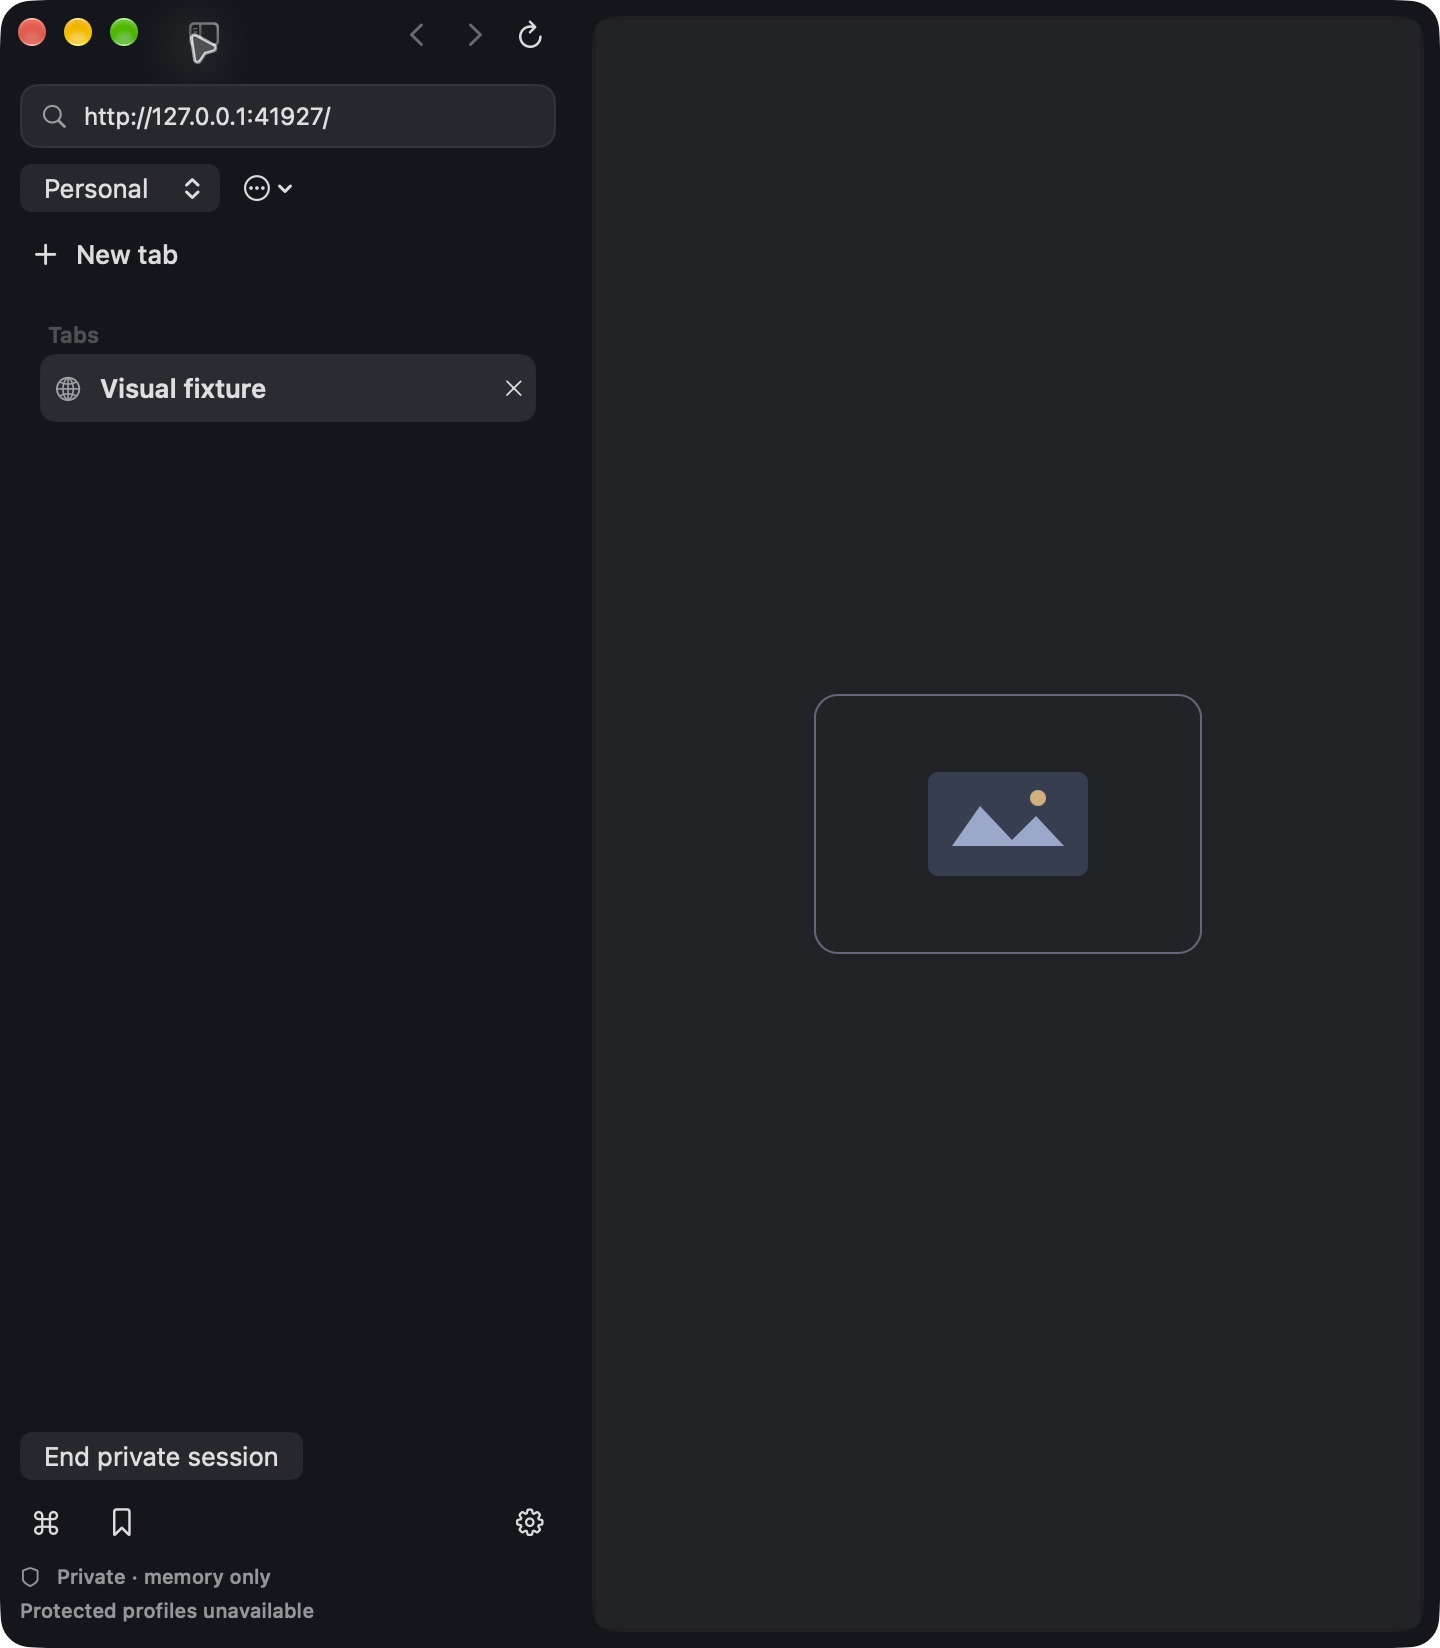 http://127.0.0.1:41927/
Personal
New tab
Tabs
Visual fixture
End private session
Private · memory only
Protected profiles unavailable